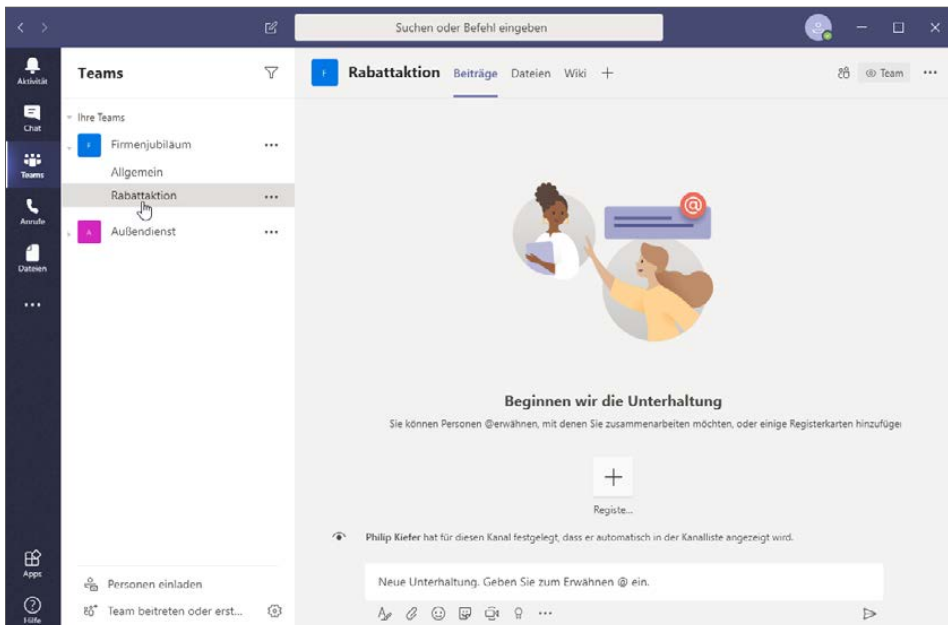 Suchen oder Befehl eingeben
Aktivität
Chat
Teams
Anrufe
Dateien
Apps
Hilfe
Teams
Ihre Teams
F Firmenjubiläum
Allgemein
Rabattaktion
A Außendienst
Personen einladen
Team beitreten oder erst...
F Rabattaktion Beiträge Dateien Wiki + Team
@
Beginnen wir die Unterhaltung
Sie können Personen @erwähnen, mit denen Sie zusammenarbeiten möchten, oder einige Registerkarten hinzufüge
Registe...
Philip Kiefer hat für diesen Kanal festgelegt, dass er automatisch in der Kanalliste angezeigt wird.
Neue Unterhaltung. Geben Sie zum Erwähnen @ ein.